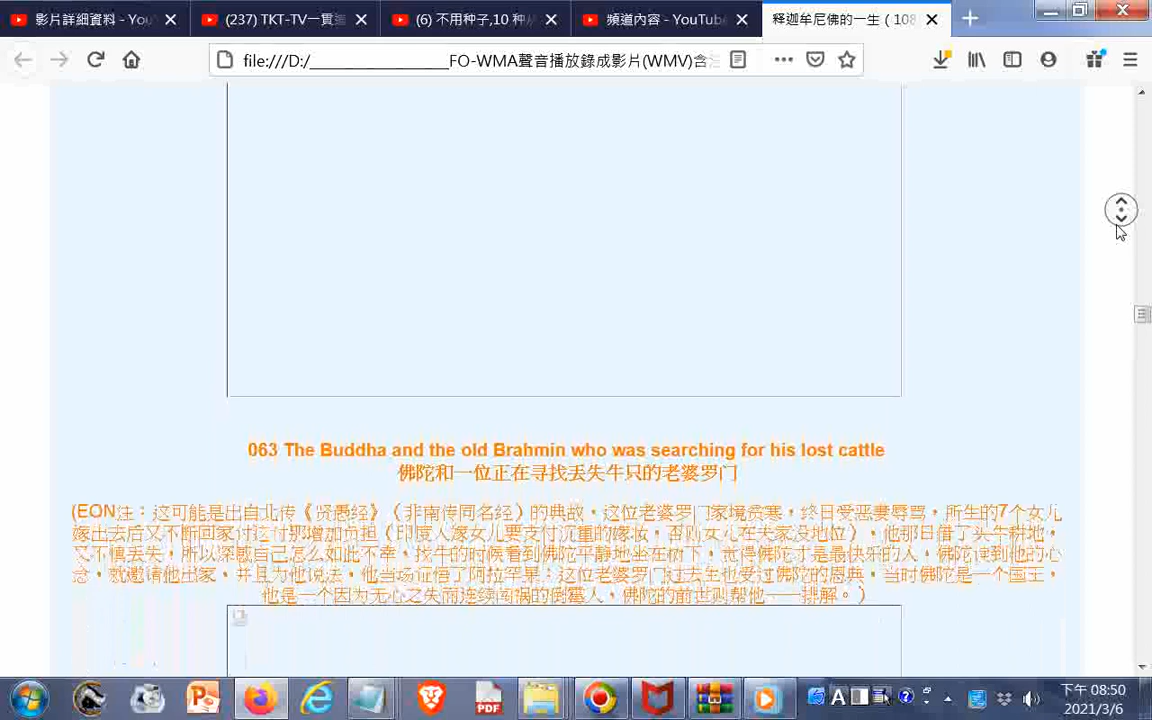 影片詳細資料 - You
(237) TKT-TV一貫道
(6) 不用种子,10 种
頻道內容 - YouTube
释迦牟尼佛的一生（108
file:///D:/_______________FO-WMA聲音播放錄成影片(WMV)含
063 The Buddha and the old Brahmin who was searching for his lost cattle
佛陀和一位正在寻找丢失牛只的老婆罗门
(EON注：这可能是出自北传《贤愚经》（非南传同名经）的典故，这位老婆罗门家境贫寒，终日受恶妻辱骂，所生的7个女儿
嫁出去后又不断回家讨这讨那增加负担（印度人嫁女儿要支付沉重的嫁妆，否则女儿在夫家没地位），他那日借了头牛耕地，
又不慎丢失，所以深感自己怎么如此不幸，找牛的时候看到佛陀平静地坐在树下，觉得佛陀才是最快乐的人，佛陀读到他的心
念，就邀请他出家，并且为他说法，他当场证悟了阿拉罕果；这位老婆罗门过去生也受过佛陀的恩典，当时佛陀是一个国王，
他是一个因为无心之失而连续闯祸的倒霉人，佛陀的前世则帮他一一排解。）
PDF
A
下午 08:50
2021/3/6